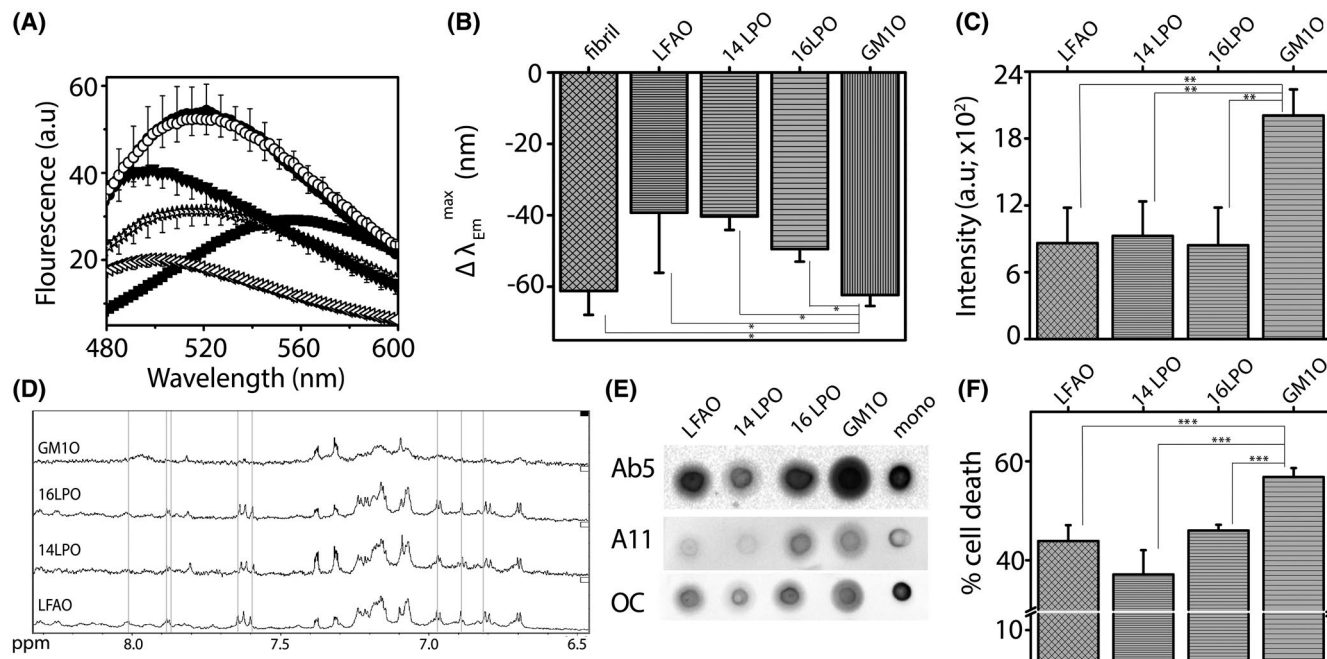 (A)
Flourescence (a.u)
60
40
20
480 520 560 600
Wavelength (nm)
(B)
fibril LFAO 14 LPO 16LPO GM1O
Δ λEm max (nm)
0
-20
-40
-60
*
*
*
*
(C)
LFAO 14 LPO 16LPO GM1O
Intensity (a.u; x10²)
24
18
12
6
0
**
**
**
(D)
GM1O
16LPO
14LPO
LFAO
ppm 8.0 7.5 7.0 6.5
(E)
LFAO 14 LPO 16 LPO GM1O mono
Ab5
A11
OC
(F)
LFAO 14 LPO 16LPO GM1O
% cell death
60
40
10
***
***
***